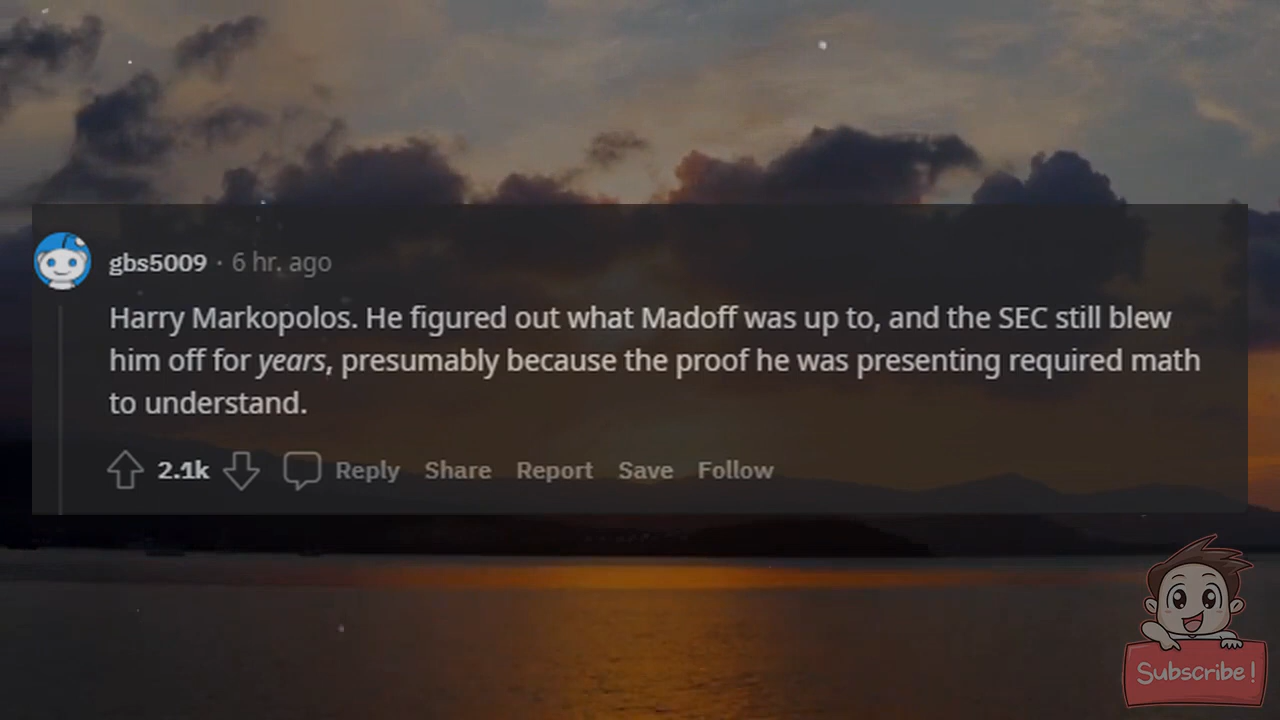 gbs5009 · 6 hr. ago
Harry Markopolos. He figured out what Madoff was up to, and the SEC still blew
him off for years, presumably because the proof he was presenting required math
to understand.
2.1k Reply Share Report Save Follow
Subscribe!